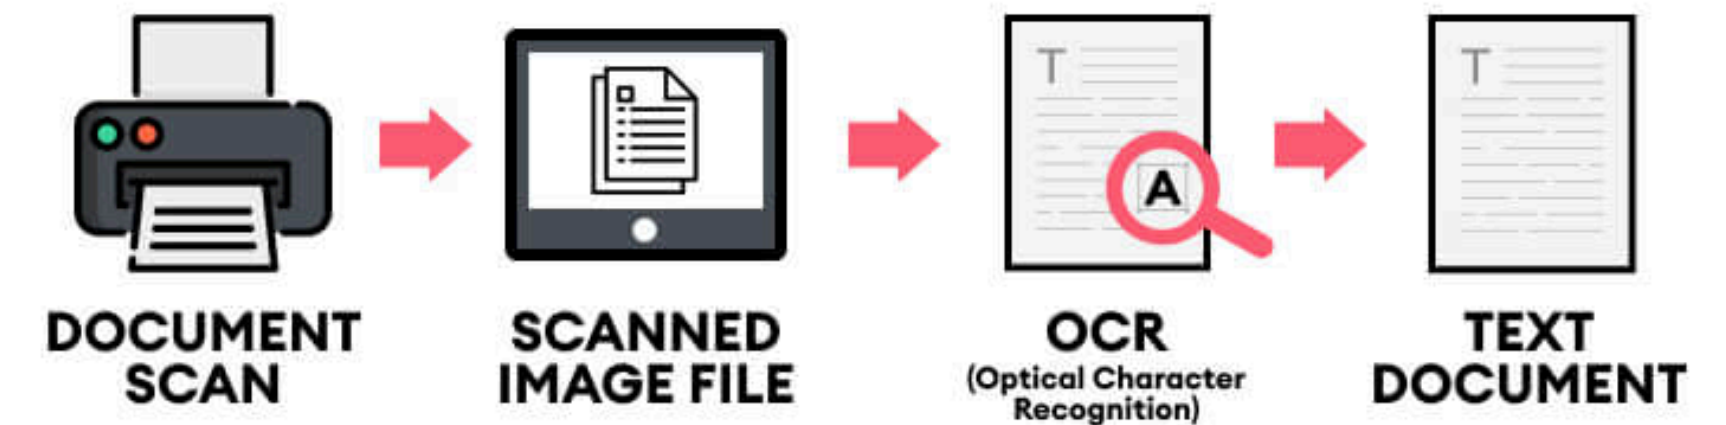 DOCUMENT
SCAN
SCANNED
IMAGE FILE
T
A
OCR
(Optical Character
Recognition)
T
TEXT
DOCUMENT